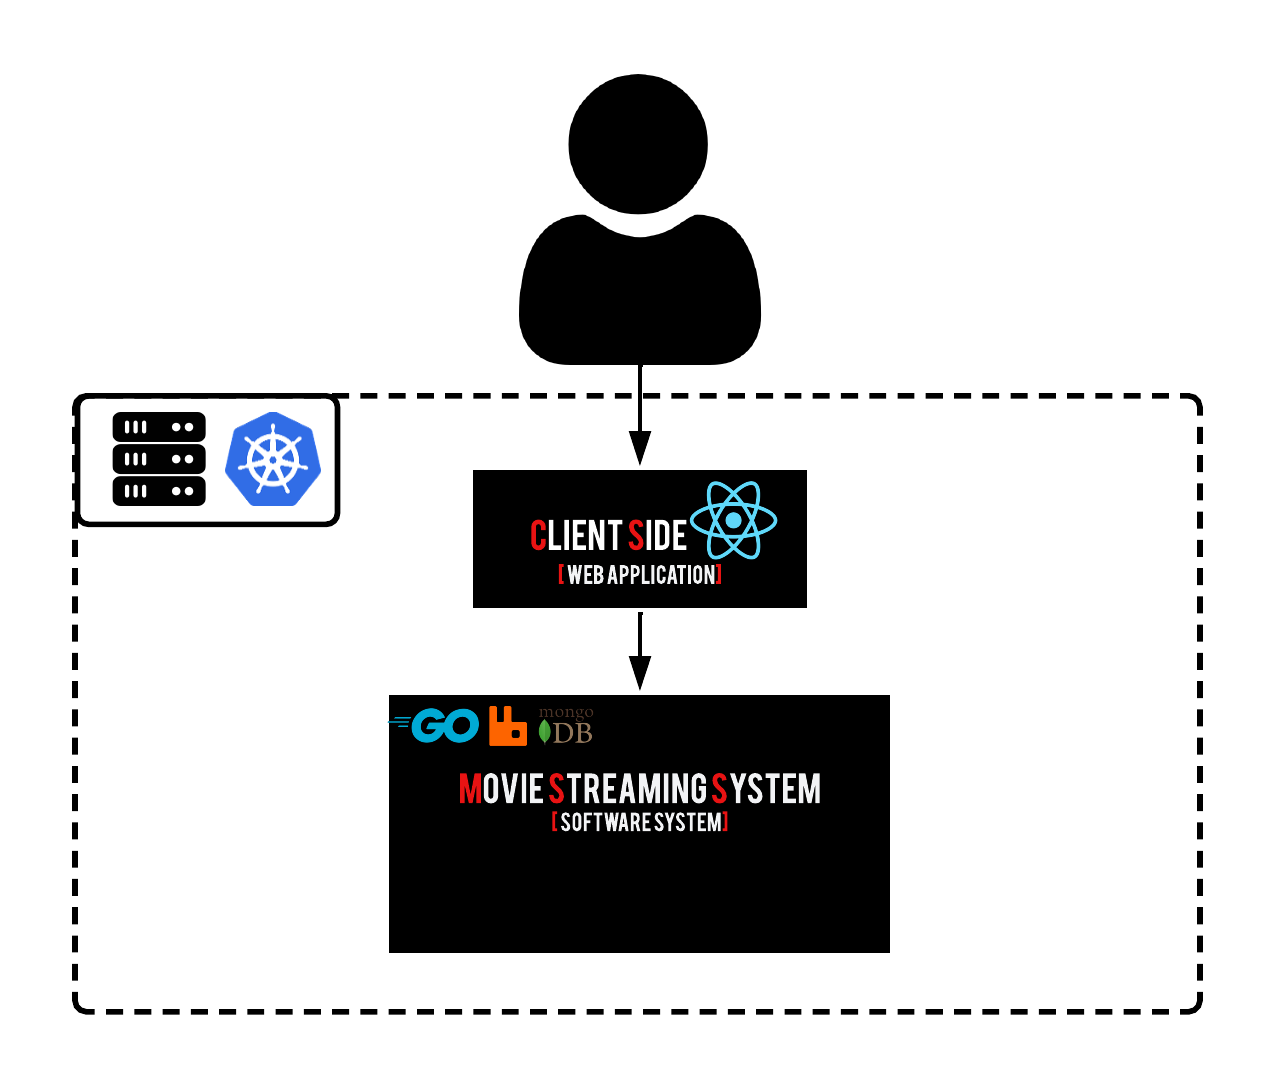 CLIENT SIDE
[ WEB APPLICATION]
GO
mongo
DB
MOVIE STREAMING SYSTEM
[ SOFTWARE SYSTEM]